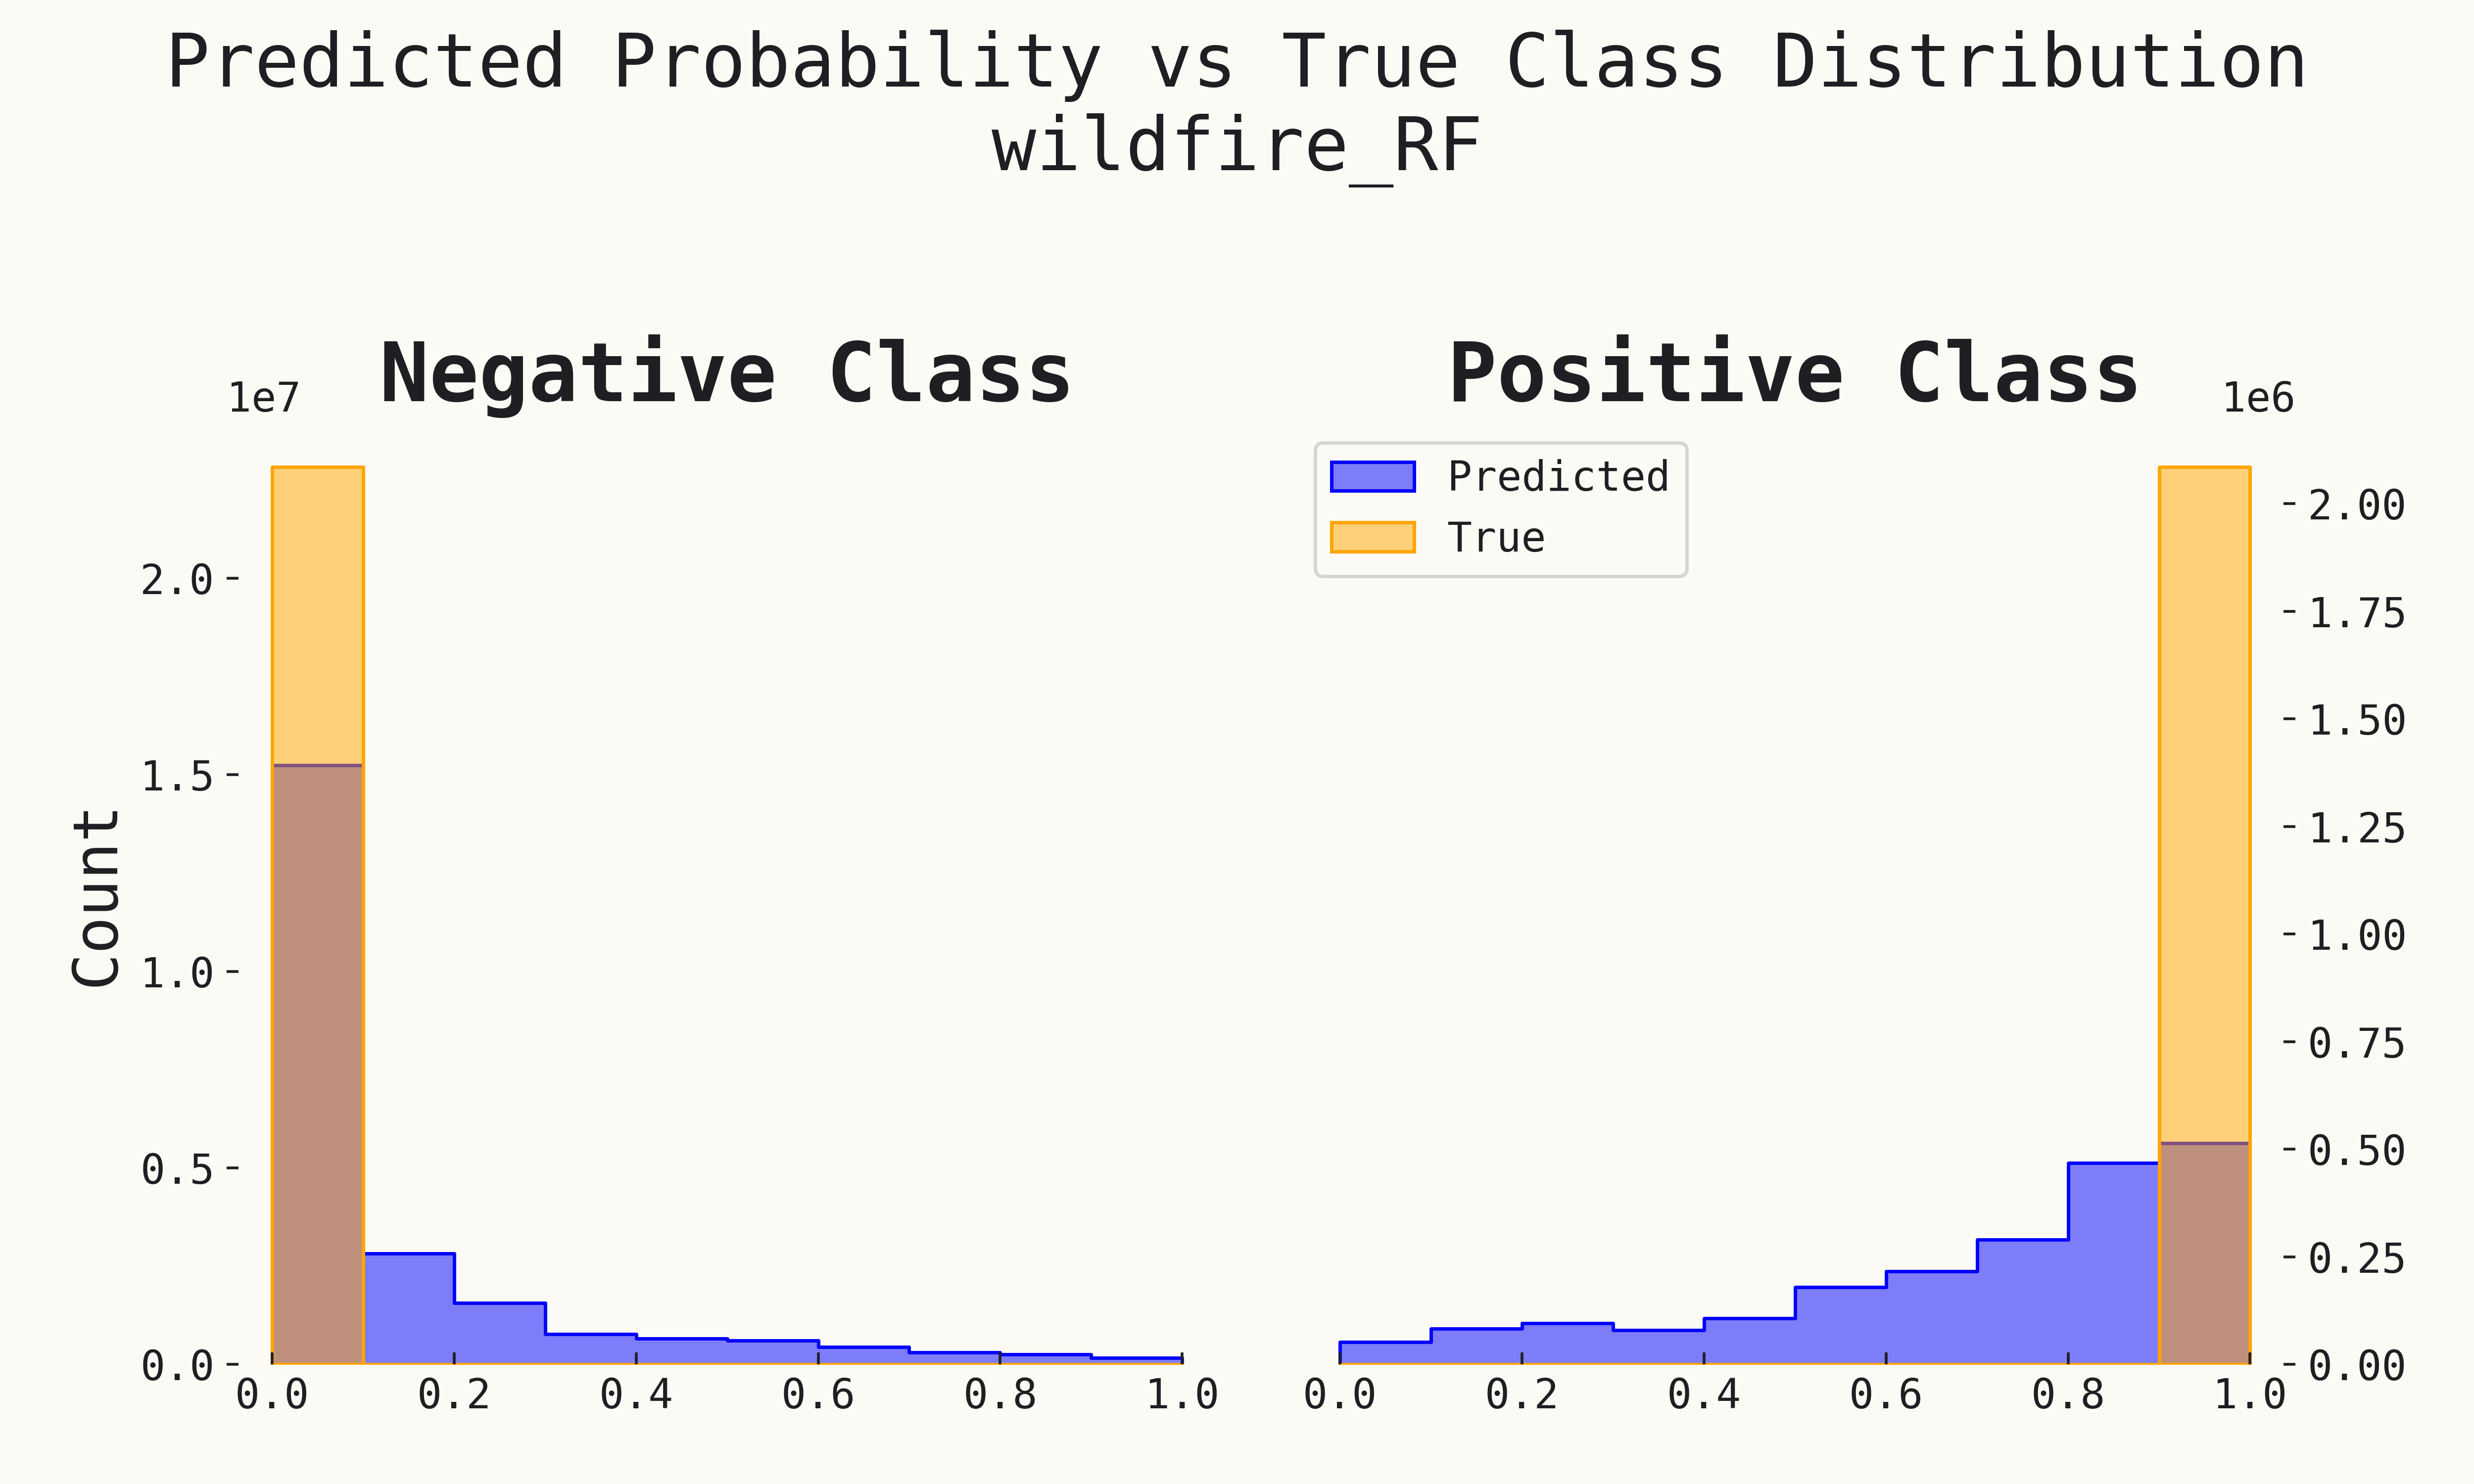 Predicted Probability vs True Class Distribution
wildfire_RF
Negative Class
1e7
Count
2.0
1.5
1.0
0.5
0.0
0.0 0.2 0.4 0.6 0.8 1.0
Positive Class
1e6
Predicted
True
2.00
1.75
1.50
1.25
1.00
0.75
0.50
0.25
0.00
0.0 0.2 0.4 0.6 0.8 1.0